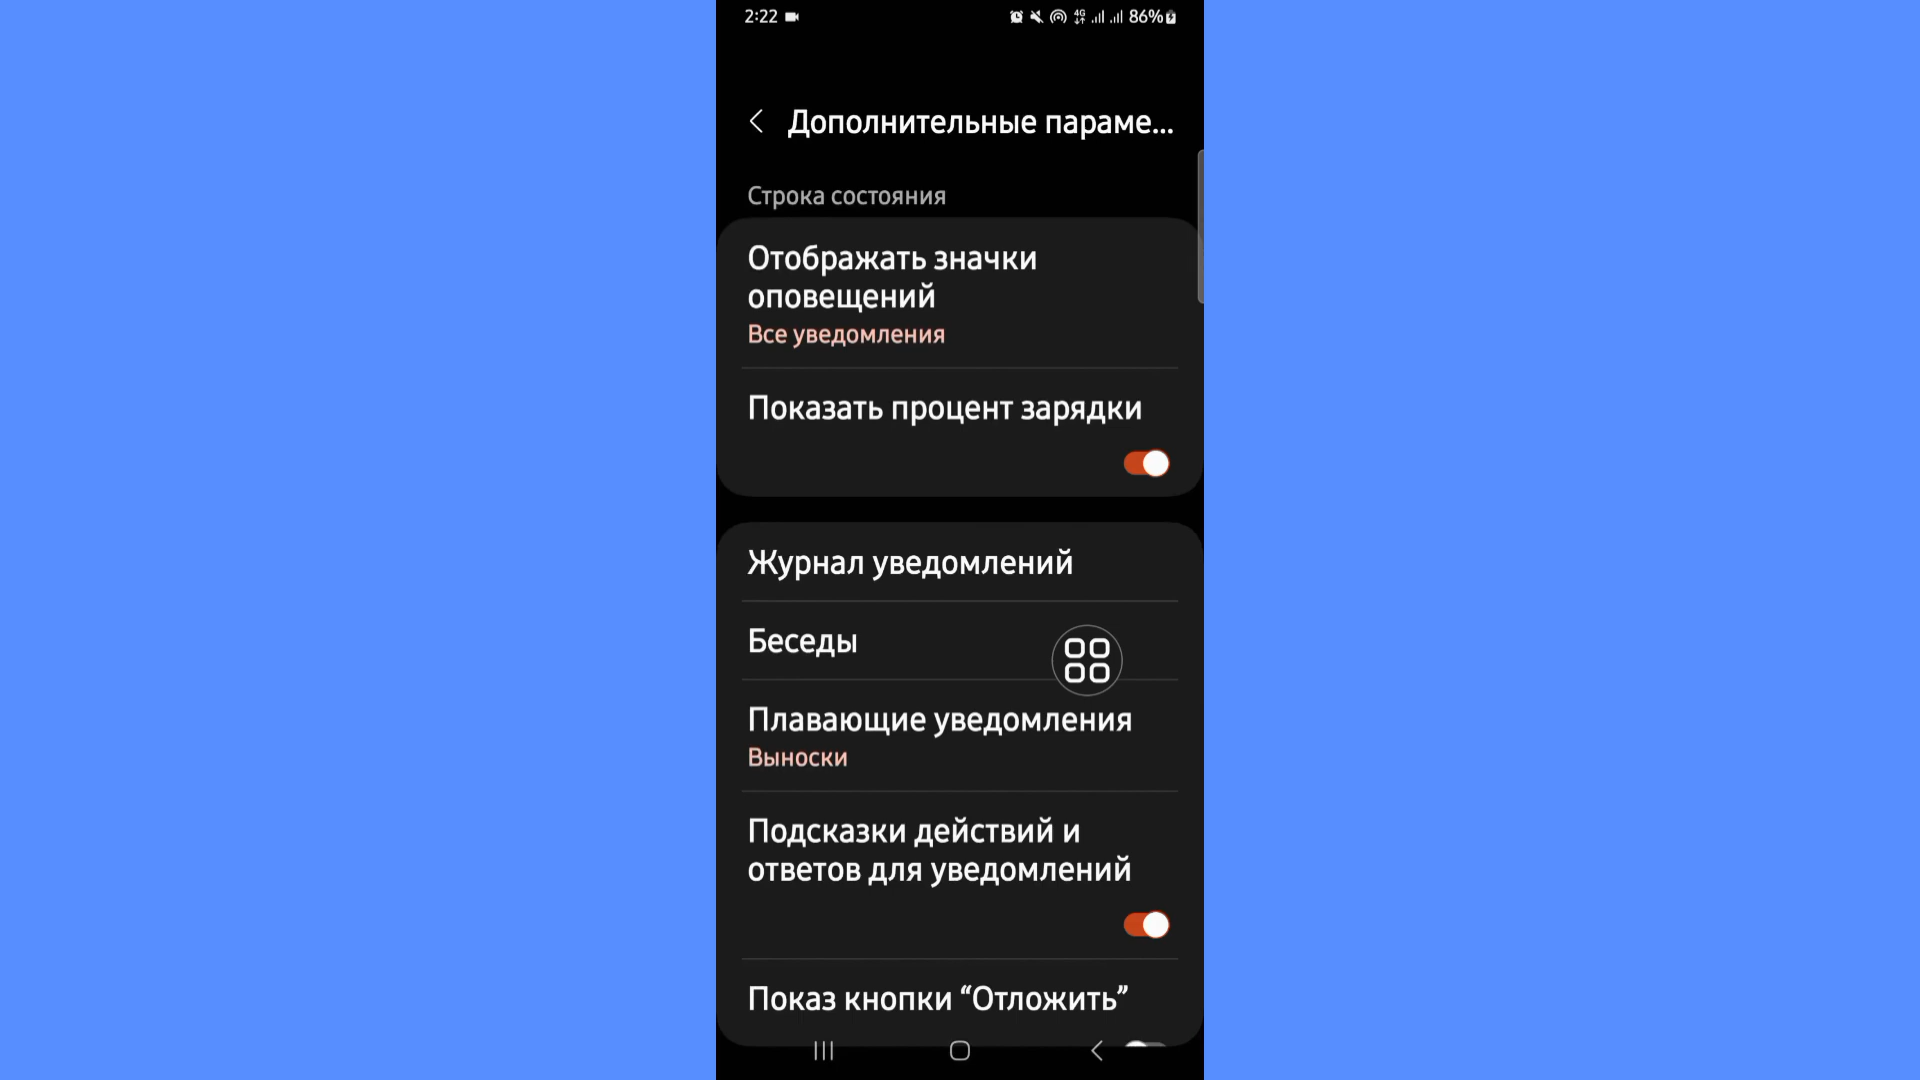 2:22
4G
86%
Дополнительные параме...
Строка состояния
Отображать значки
оповещений
Все уведомления
Показать процент зарядки
Журнал уведомлений
Беседы
Плавающие уведомления
Выноски
Подсказки действий и
ответов для уведомлений
Показ кнопки “Отложить”